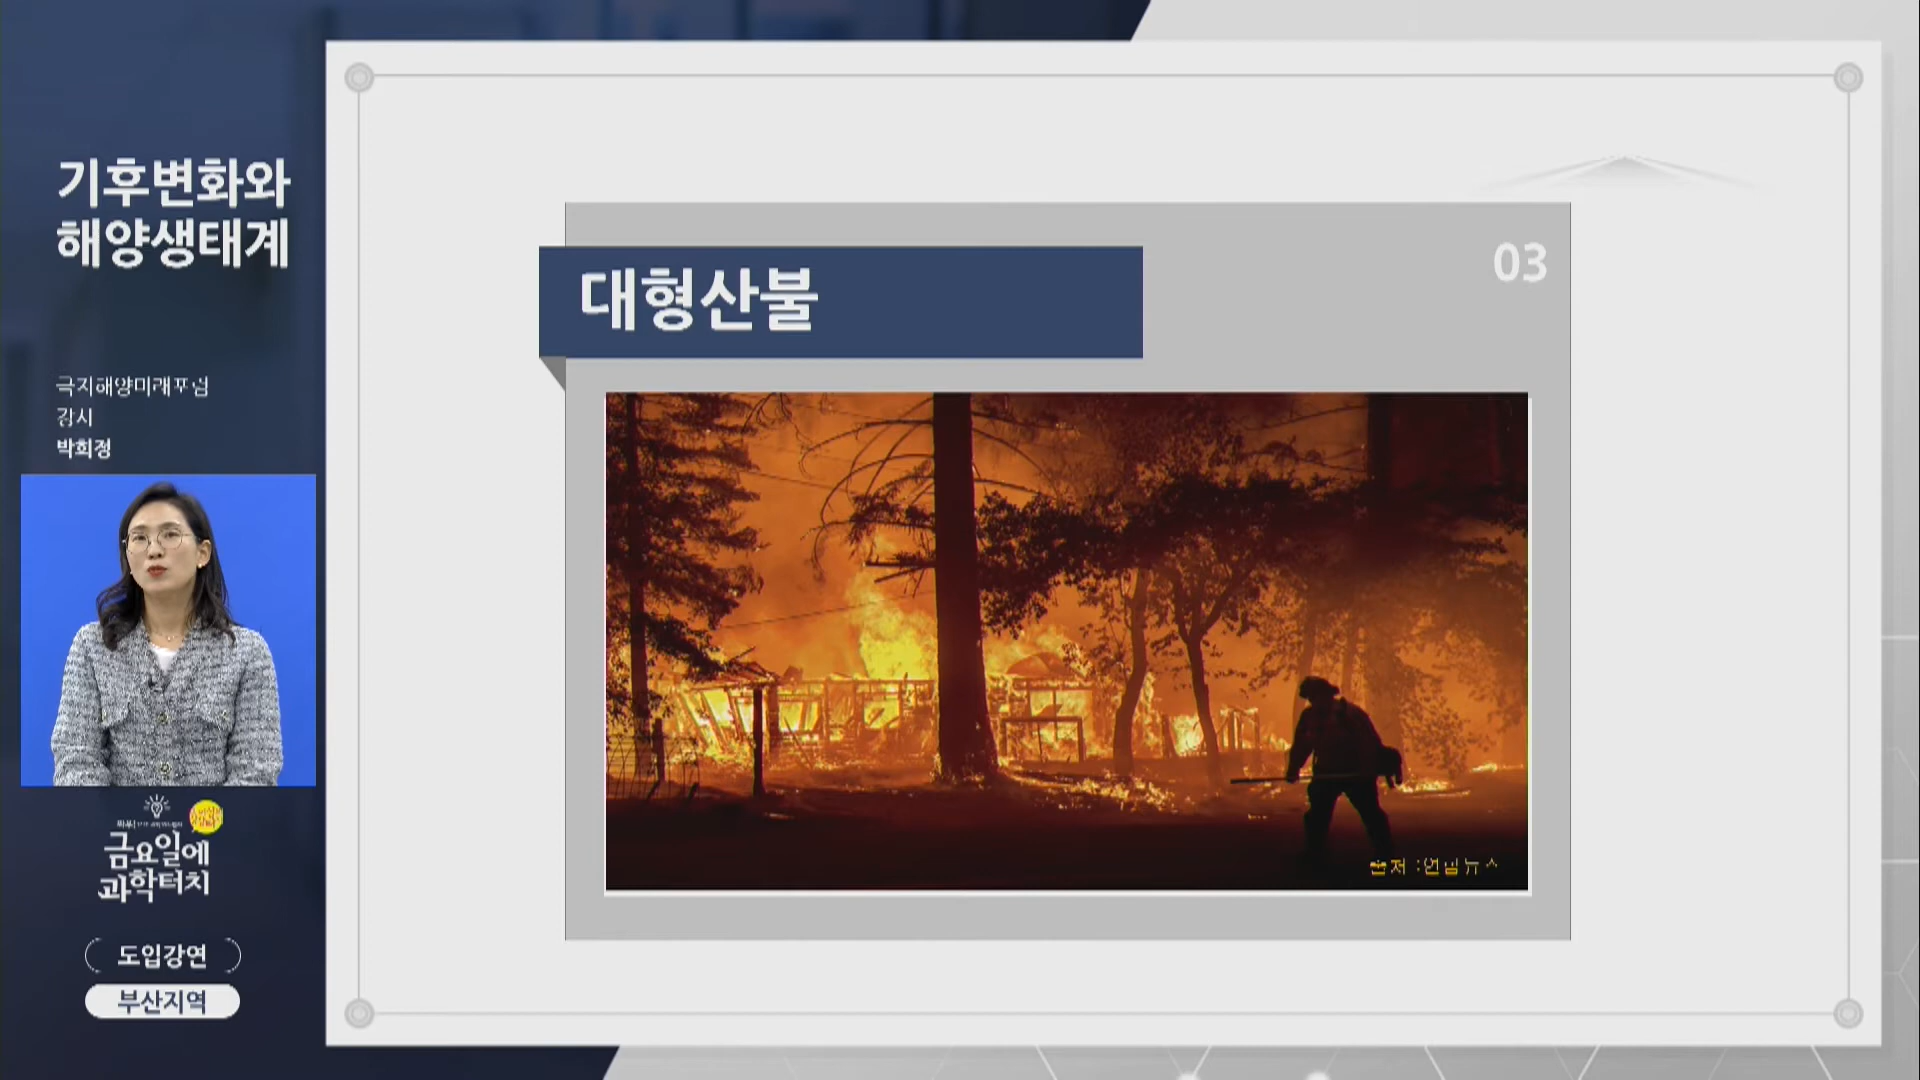 기후변화와
해양생태계
극지해양미래포럼
강사
박희정
금요일에
과학터치
도입강연
부산지역
대형산불
03
출처 :연합뉴스